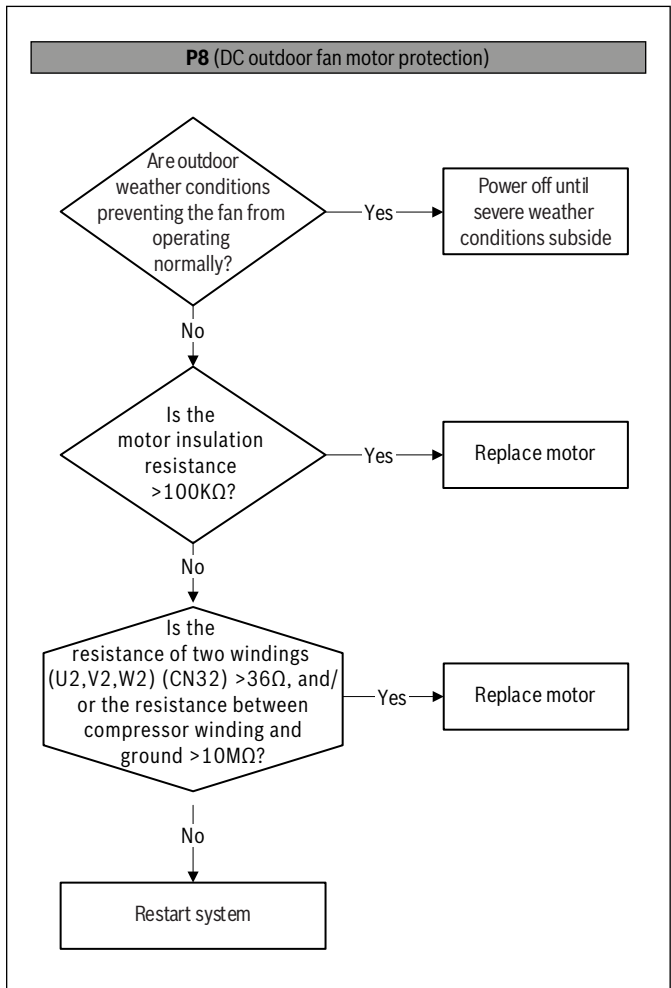 P8 (DC outdoor fan motor protection)
Are outdoor
weather conditions
preventing the fan from
operating
normally?
Yes
Power off until
severe weather
conditions subside
No
Is the
motor insulation
resistance
>100KΩ?
Yes
Replace motor
No
Is the
resistance of two windings
(U2,V2,W2) (CN32) >36Ω, and/
or the resistance between
compressor winding and
ground >10MΩ?
Yes
Replace motor
No
Restart system